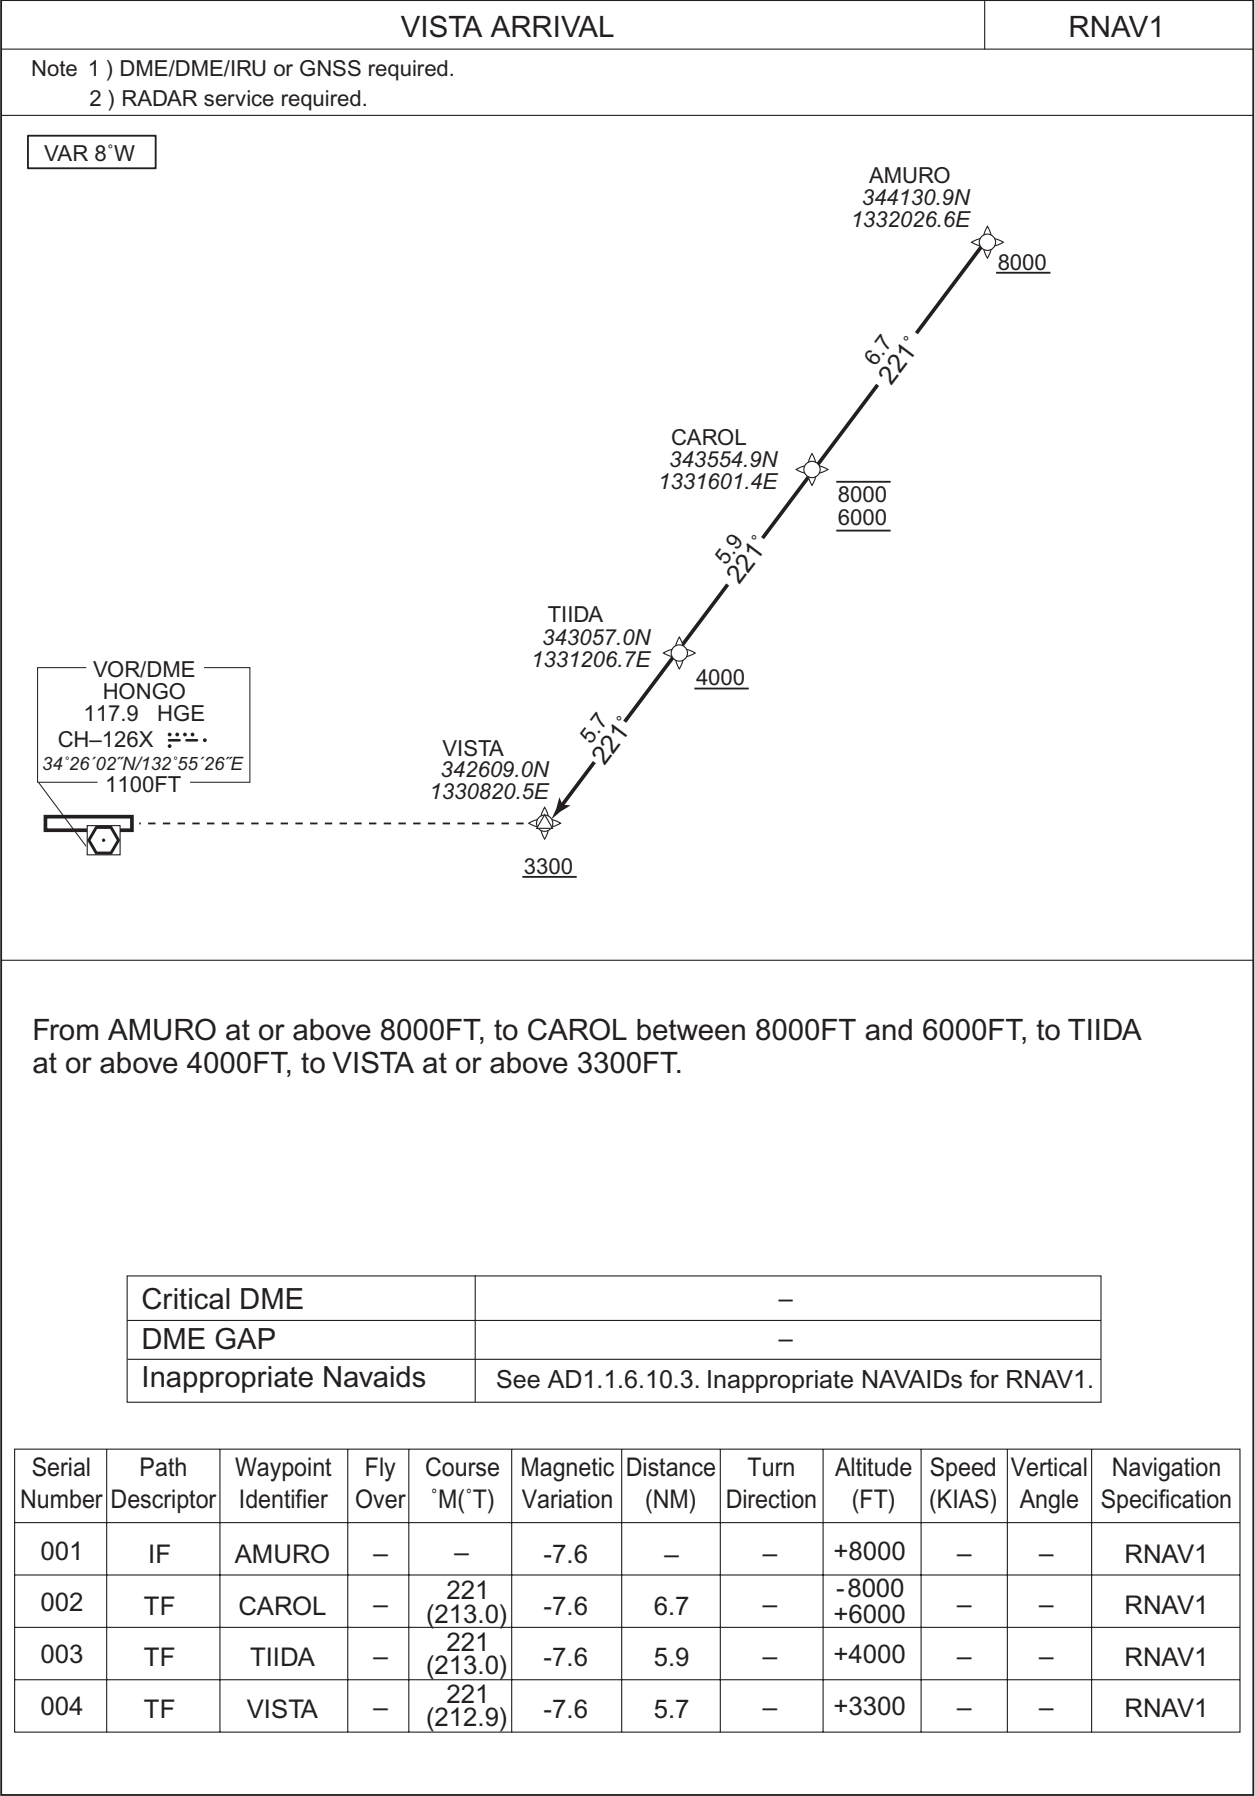 VISTA ARRIVAL
RNAV1
Note 1 ) DME/DME/IRU or GNSS required.
2 ) RADAR service required.
VAR 8˚W
AMURO
344130.9N
1332026.6E
8000
6.7
221˚
CAROL
343554.9N
1331601.4E
8000
6000
5.9
221˚
TIIDA
343057.0N
1331206.7E
4000
5.7
221˚
VOR/DME
HONGO
117.9 HGE
CH–126X
34˚26´02˝N/132˚55´26˝E
1100FT
VISTA
342609.0N
1330820.5E
3300
From AMURO at or above 8000FT, to CAROL between 8000FT and 6000FT, to TIIDA
at or above 4000FT, to VISTA at or above 3300FT.
Critical DME –
DME GAP –
Inappropriate Navaids See AD1.1.6.10.3. Inappropriate NAVAIDs for RNAV1.
Serial Path Waypoint Fly Course Magnetic Distance Turn Altitude Speed Vertical Navigation
Number Descriptor Identifier Over ˚M(˚T) Variation (NM) Direction (FT) (KIAS) Angle Specification
001 IF AMURO – – -7.6 – – +8000 – – RNAV1
002 TF CAROL – 221 (213.0) -7.6 6.7 – -8000 +6000 – – RNAV1
003 TF TIIDA – 221 (213.0) -7.6 5.9 – +4000 – – RNAV1
004 TF VISTA – 221 (212.9) -7.6 5.7 – +3300 – – RNAV1